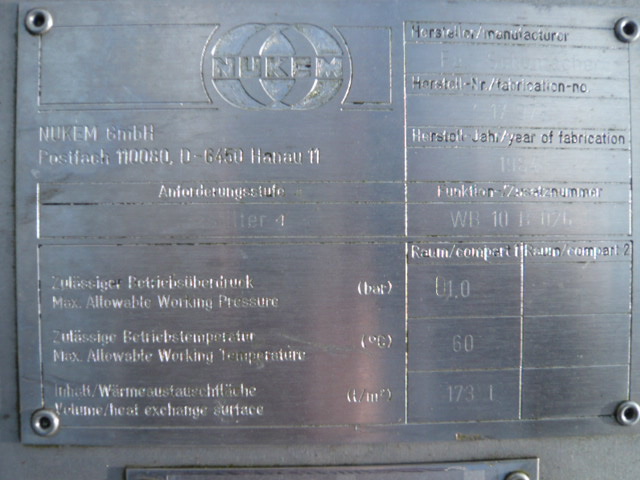 NUKEM
Hersteller/manufacturer
Herstell-Nr./fabrication-no.
NUKEM GmbH
Postfach 110080, D-6450 Hanau 11
Herstell-Jahr/year of fabrication
Anforderungsstufe
WB 10 B 026
Raum/compart 1 Raum/compart 2
Zulässiger Betriebsüberdruck (bar) 1.0
Max. Allowable Working Pressure
Zulässige Betriebstemperatur (°C) 60
Max. Allowable Working Temperature
Inhalt/Wärmeaustauschfläche (l/m²) 173 l
Volume/heat exchange surface